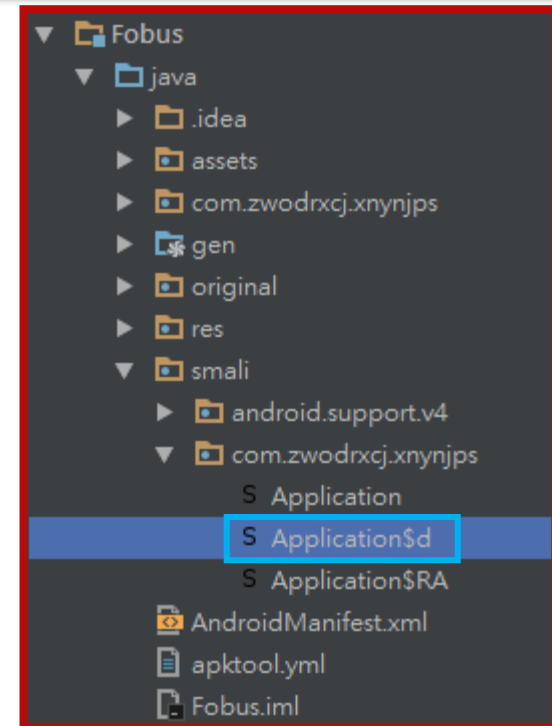 Fobus
java
.idea
assets
com.zwodrxcj.xnynjps
gen
original
res
smali
android.support.v4
com.zwodrxcj.xnynjps
S Application
S Application$d
S Application$RA
AndroidManifest.xml
apktool.yml
Fobus.iml